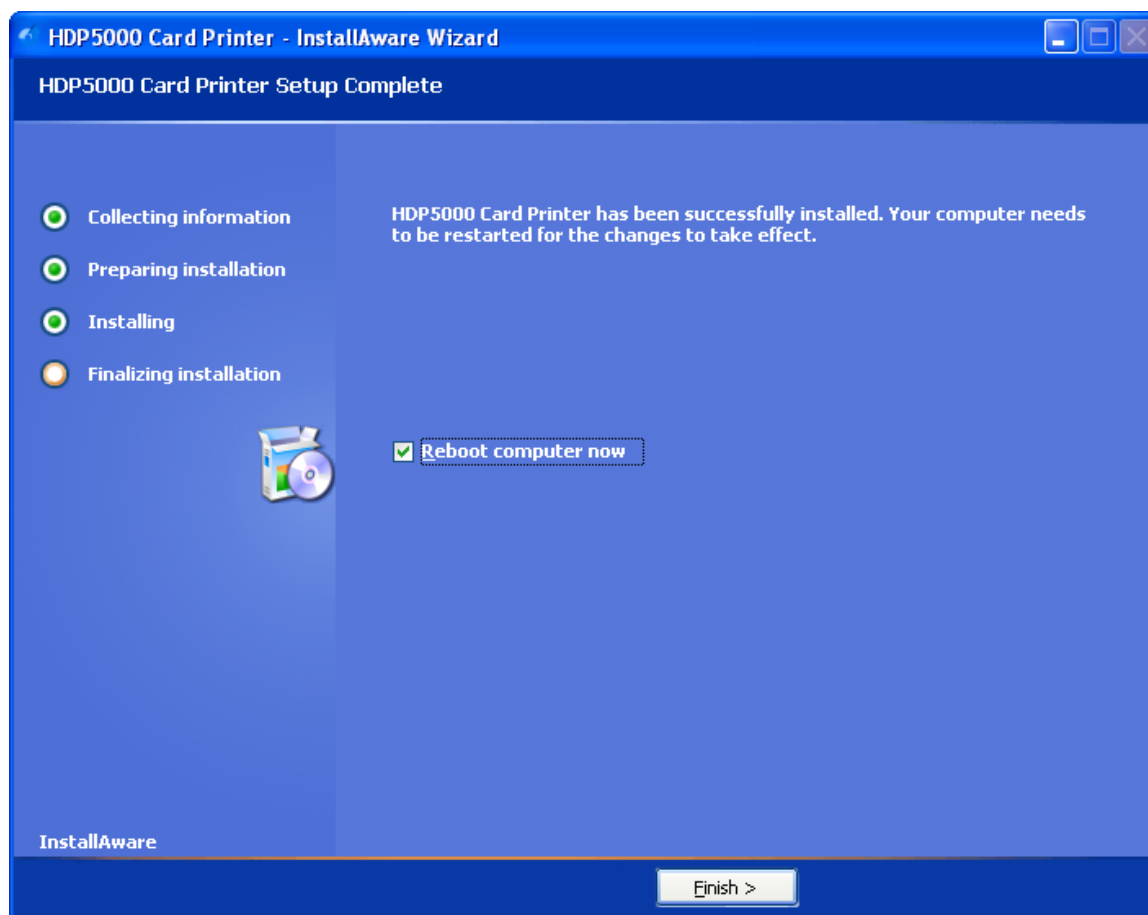 HDP5000 Card Printer - InstallAware Wizard
HDP5000 Card Printer Setup Complete
Collecting information
Preparing installation
Installing
Finalizing installation
HDP5000 Card Printer has been successfully installed. Your computer needs
to be restarted for the changes to take effect.
Reboot computer now
InstallAware
Finish >